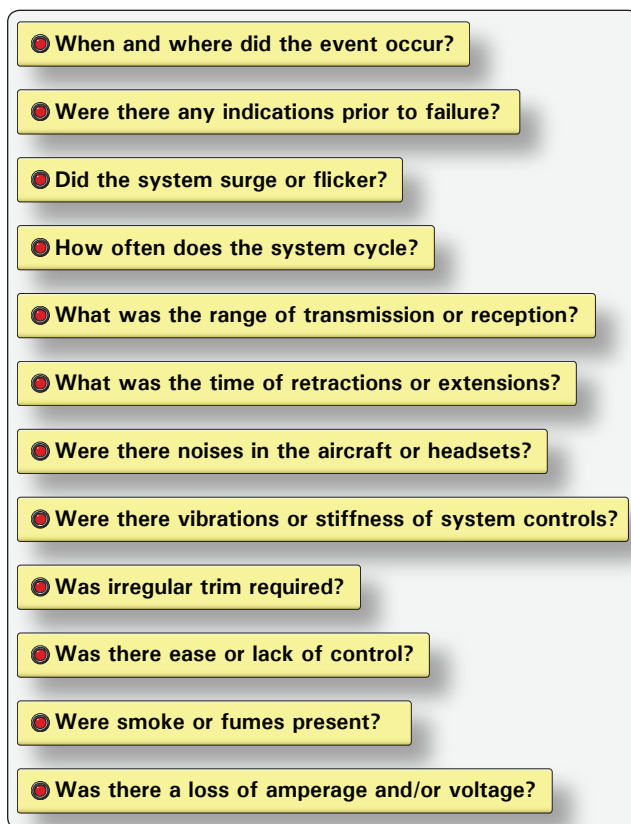 When and where did the event occur?
Were there any indications prior to failure?
Did the system surge or flicker?
How often does the system cycle?
What was the range of transmission or reception?
What was the time of retractions or extensions?
Were there noises in the aircraft or headsets?
Were there vibrations or stiffness of system controls?
Was irregular trim required?
Was there ease or lack of control?
Were smoke or fumes present?
Was there a loss of amperage and/or voltage?